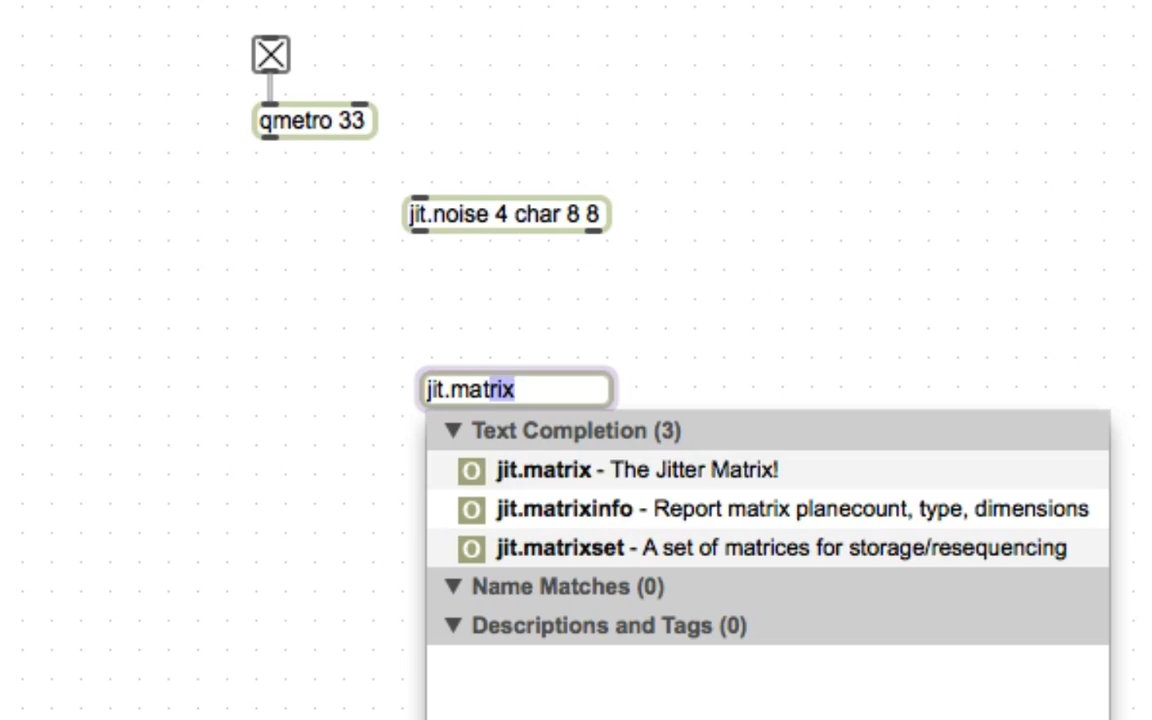 qmetro 33
jit.noise 4 char 8 8
jit.matrix
Text Completion (3)
O jit.matrix - The Jitter Matrix!
O jit.matrixinfo - Report matrix planecount, type, dimensions
O jit.matrixset - A set of matrices for storage/resequencing
Name Matches (0)
Descriptions and Tags (0)